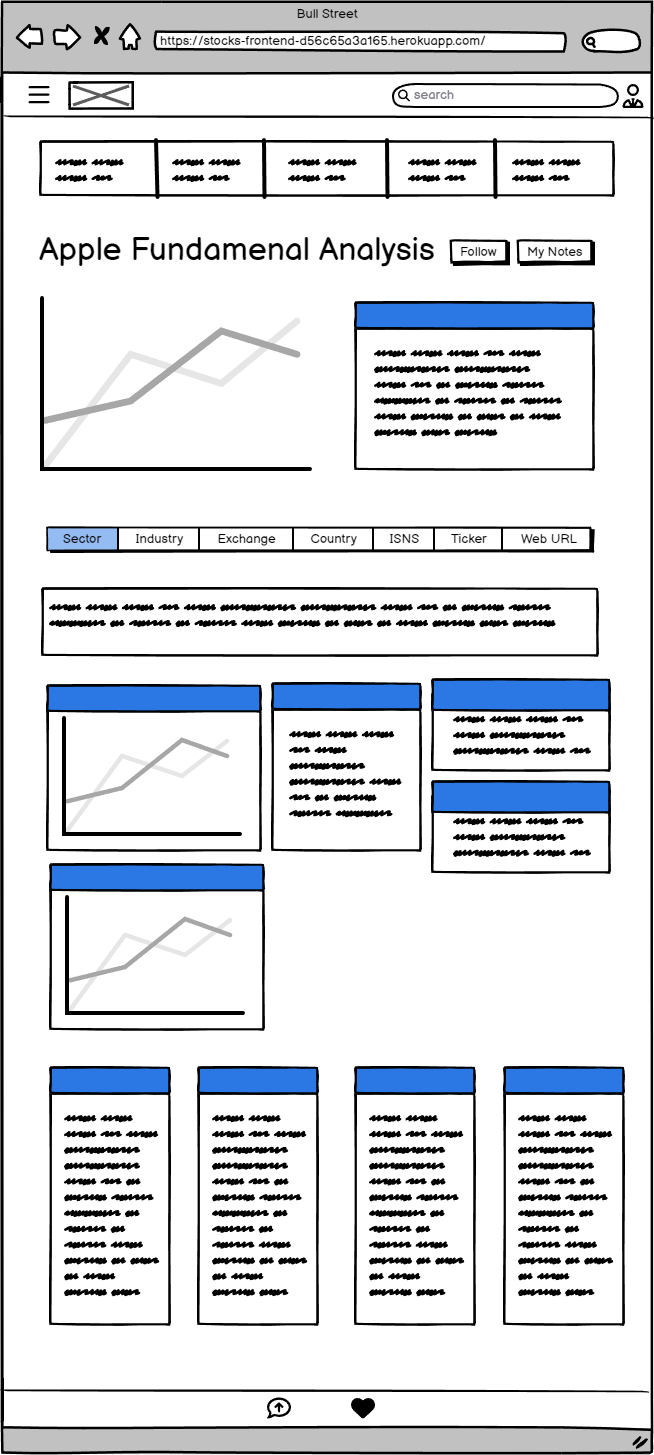 Bull Street
https://stocks-frontend-d56c65a3a165.herokuapp.com/
search
Apple Fundamenal Analysis
Follow
My Notes
Sector Industry Exchange Country ISNS Ticker Web URL